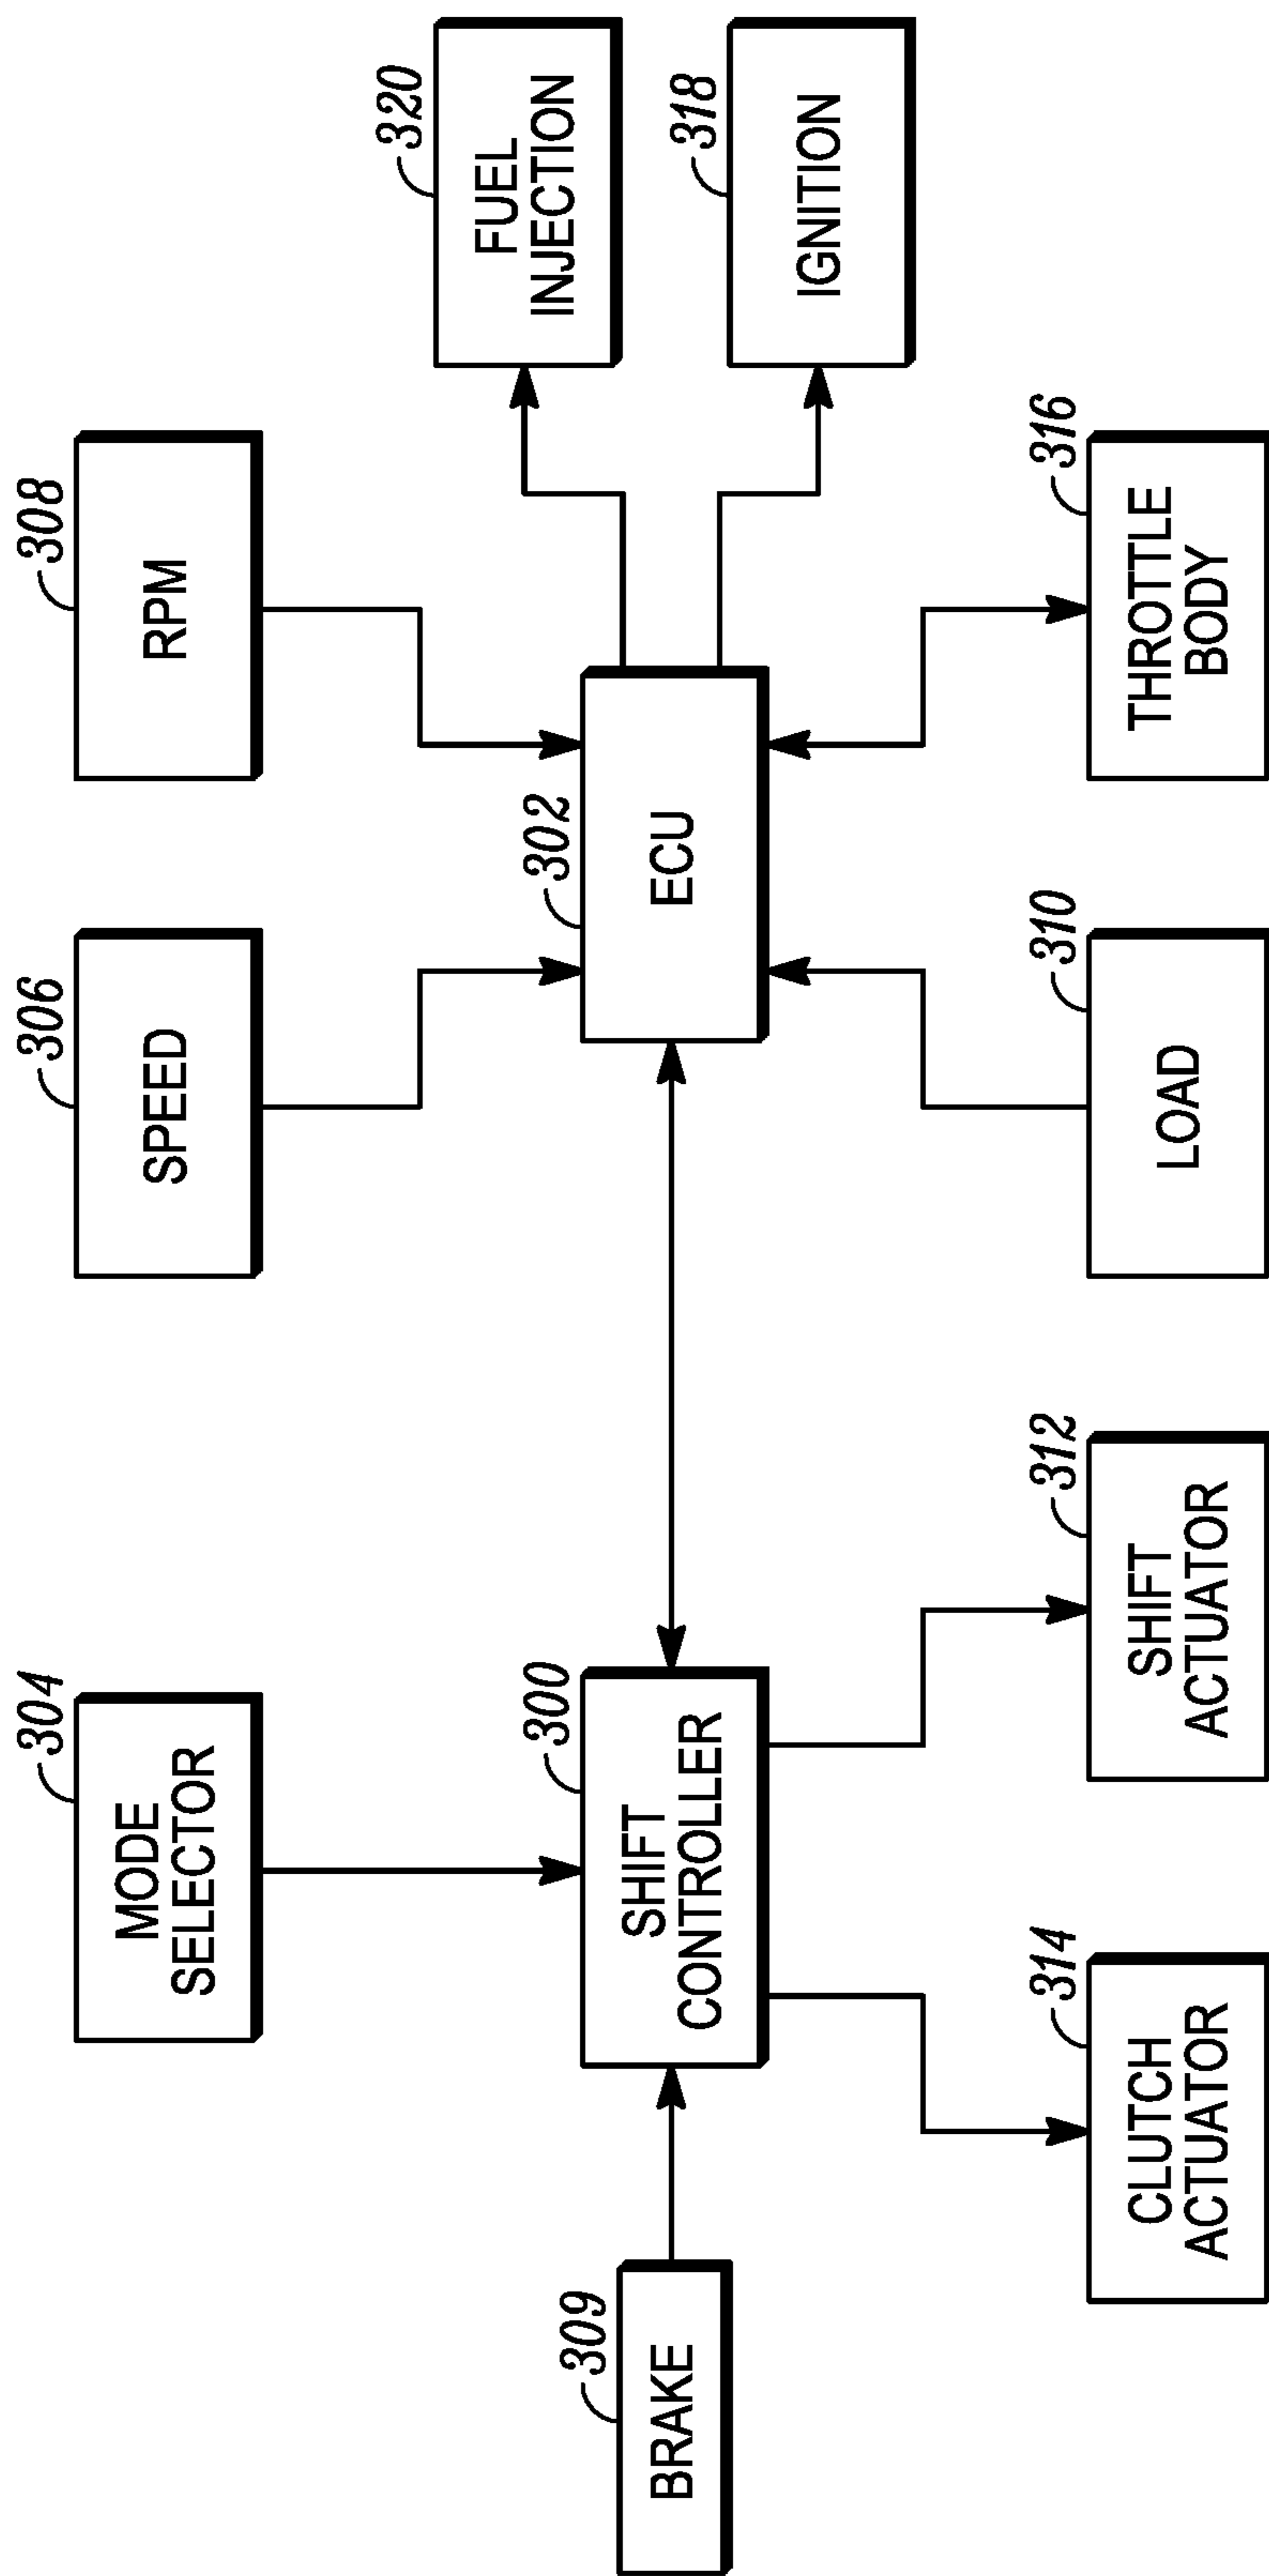 304
MODE
SELECTOR
306
SPEED
308
RPM
320
FUEL
INJECTION
309
BRAKE
300
SHIFT
CONTROLLER
302
ECU
318
IGNITION
314
CLUTCH
ACTUATOR
312
SHIFT
ACTUATOR
310
LOAD
316
THROTTLE
BODY